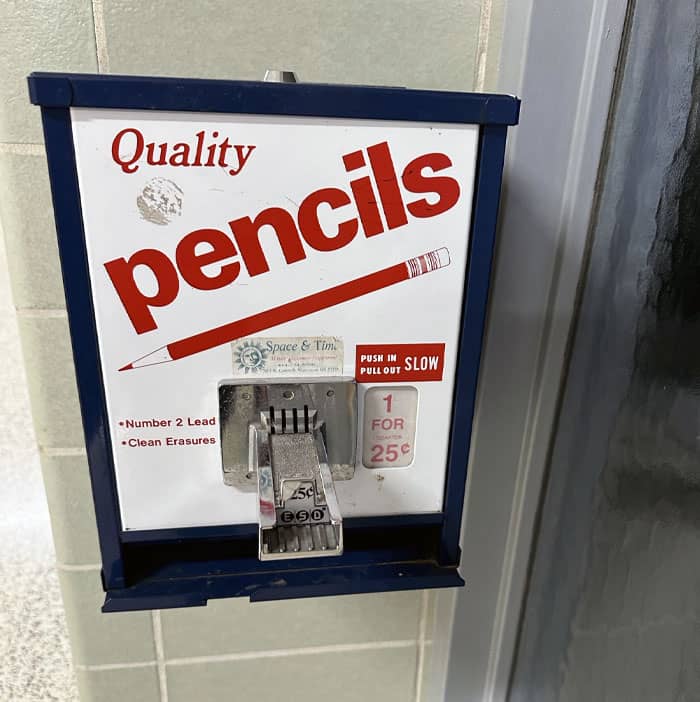 Quality
pencils
Space & Time
PUSH IN
PULL OUT SLOW
•Number 2 Lead
•Clean Erasures
1
FOR
25¢
25¢
ESD